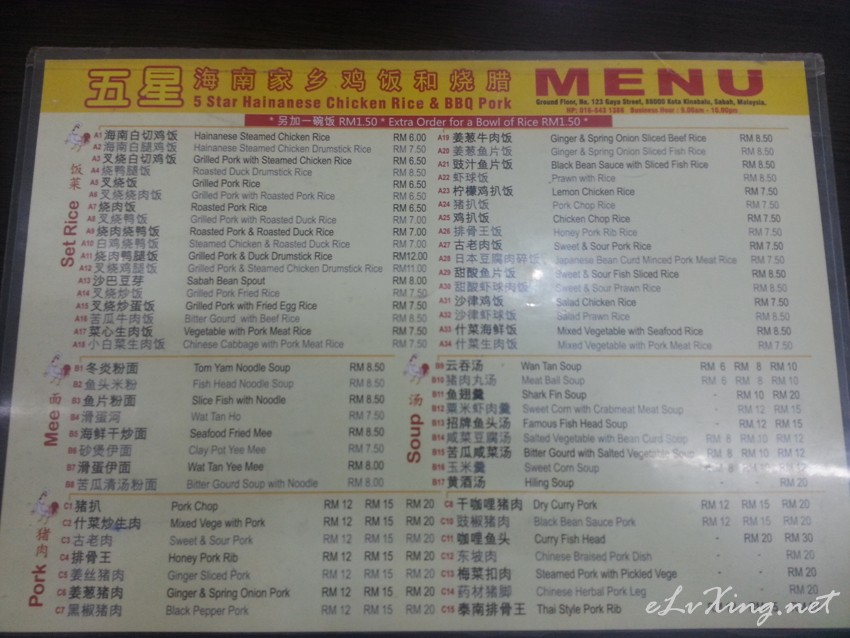 五星 海南家乡鸡饭和烧腊 MENU
5 Star Hainanese Chicken Rice & BBQ Pork
Ground Floor, No. 123 Gaya Street, 88000 Kota Kinabalu, Sabah, Malaysia,
Business Hour : 9.00am - 10.00pm
* 另加一碗饭 RM1.50 * Extra Order for a Bowl of Rice RM1.50 *
Set Rice 饭菜
A1 海南白切鸡饭 Hainanese Steamed Chicken Rice RM 6.00
A2 海南白切腿饭 Hainanese Steamed Chicken Drumstick Rice RM 7.50
A3 叉烧白切鸡饭 Grilled Pork with Steamed Chicken Rice RM 6.50
A4 烧鸭腿饭 Roasted Duck Drumstick Rice
A5 叉烧饭 Grilled Pork Rice RM 6.50
A6 叉烧烧肉饭 Grilled Pork with Roasted Pork Rice RM 6.50
A7 烧肉饭 Roasted Pork Rice RM 6.50
A8 叉烧烧鸭饭 Grilled Pork with Roasted Duck Rice RM 7.00
A9 烧肉烧鸭饭 Roasted Pork & Roasted Duck Rice RM 7.00
A10 白鸡烧鸭饭 Steamed Chicken & Roasted Duck Rice RM 7.00
A11 烧肉鸭腿饭 Grilled Pork & Duck Drumstick Rice RM12.00
A12 叉烧鸡腿饭 Grilled Pork & Steamed Chicken Drumstick Rice RM11.00
A13 沙巴豆芽 Sabah Bean Spout RM 8.00
A14 叉烧炒饭 Grilled Pork Fried Rice RM 7.50
A15 叉烧炒蛋饭 Grilled Pork with Fried Egg Rice RM 7.50
A16 苦瓜牛肉饭 Bitter Gourd with Beef Rice
A17 菜心生肉饭 Vegetable with Pork Meat Rice RM 7.50
A18 小白菜生肉饭 Chinese Cabbage with Pork Meat Rice RM 7.50
A19 姜葱牛肉饭 Ginger & Spring Onion Sliced Beef Rice RM 8.50
A20 姜葱鱼片饭 Ginger & Spring Onion Sliced Fish Rice RM 8.50
A21 豉汁鱼片饭 Black Bean Sauce with Sliced Fish Rice RM 8.50
A22 虾球饭 Prawn with Rice RM 8.50
A23 柠檬鸡扒饭 Lemon Chicken Rice RM 7.50
A24 猪扒饭 Pork Chop Rice RM 7.50
A25 鸡扒饭 Chicken Chop Rice RM 7.50
A26 排骨王饭 Honey Pork Rib Rice RM 7.50
A27 古老肉饭 Sweet & Sour Pork Rice RM 7.50
A28 日本豆腐肉碎饭 Japanese Bean Curd Minced Pork Meat Rice RM 7.50
A29 甜酸鱼片饭 Sweet & Sour Fish Sliced Rice RM 8.50
A30 甜酸虾球饭 Sweet & Sour Prawn Rice RM 8.50
A31 沙律鸡饭 Salad Chicken Rice RM 7.50
A32 沙律虾球饭 Salad Prawn Rice RM 8.50
A33 什菜海鲜饭 Mixed Vegetable with Seafood Rice RM 8.50
A34 什菜生肉饭 Mixed Vegetable with Pork Meat Rice RM 7.50
Mee 面
B1 冬炎粉面 Tom Yam Noodle Soup RM 8.50
B2 鱼头米粉 Fish Head Noodle Soup RM 8.50
B3 鱼片粉面 Slice Fish with Noodle RM 8.50
B4 滑蛋河 Wat Tan Ho RM 7.50
B5 海鲜干炒面 Seafood Fried Mee RM 8.50
B6 砂煲伊面 Clay Pot Yee Mee RM 7.50
B7 滑蛋伊面 Wat Tan Yee Mee RM 8.00
B8 苦瓜清汤粉面 Bitter Gourd Soup with Noodle RM 8.00
Soup 汤
B9 云吞汤 Wan Tan Soup RM 6 RM 8 RM 10
B10 猪肉丸汤 Meat Ball Soup RM 6 RM 8 RM 10
B11 鱼翅羹 Shark Fin Soup - RM 10 RM 20
B12 粟米虾肉羹 Sweet Corn with Crabmeat Meat Soup - RM 12 RM 15
B13 招牌鱼头汤 Famous Fish Head Soup - RM 12 RM 15
B14 咸菜豆腐汤 Salted Vegetable with Bean Curd Soup RM 8 RM 10 RM 12
B15 苦瓜咸菜汤 Bitter Gourd with Salted Vegetable Soup RM 8 RM 10 RM 12
B16 玉米羹 Sweet Corn Soup RM 8 RM 10
B17 黄酒汤 Hiling Soup - - RM 20
Pork 猪肉
C1 猪扒 Pork Chop RM 12 RM 15 RM 20
C2 什菜炒生肉 Mixed Vege with Pork RM 12 RM 15 RM 20
C3 古老肉 Sweet & Sour Pork RM 12 RM 15 RM 20
C4 排骨王 Honey Pork Rib RM 12 RM 15 RM 20
C5 姜丝猪肉 Ginger Sliced Pork RM 12 RM 15 RM 20
C6 姜葱猪肉 Ginger & Spring Onion Pork RM 12 RM 15 RM 20
C7 黑椒猪肉 Black Pepper Pork RM 12 RM 15 RM 20
C8 干咖哩猪肉 Dry Curry Pork RM 12 RM 15 RM 20
C10 豉椒猪肉 Black Bean Sauce Pork RM 12 RM 15 RM 20
C11 咖哩鱼头 Curry Fish Head - RM 20 RM 30
C12 东坡肉 Chinese Braised Pork Dish - - RM 20
C13 梅菜扣肉 Steamed Pork with Pickled Vege - - RM 20
C14 药材猪脚 Chinese Herbal Pork Leg - - RM 20
C15 泰南排骨王 Thai Style Pork Rib RM 20
eLvXing.net